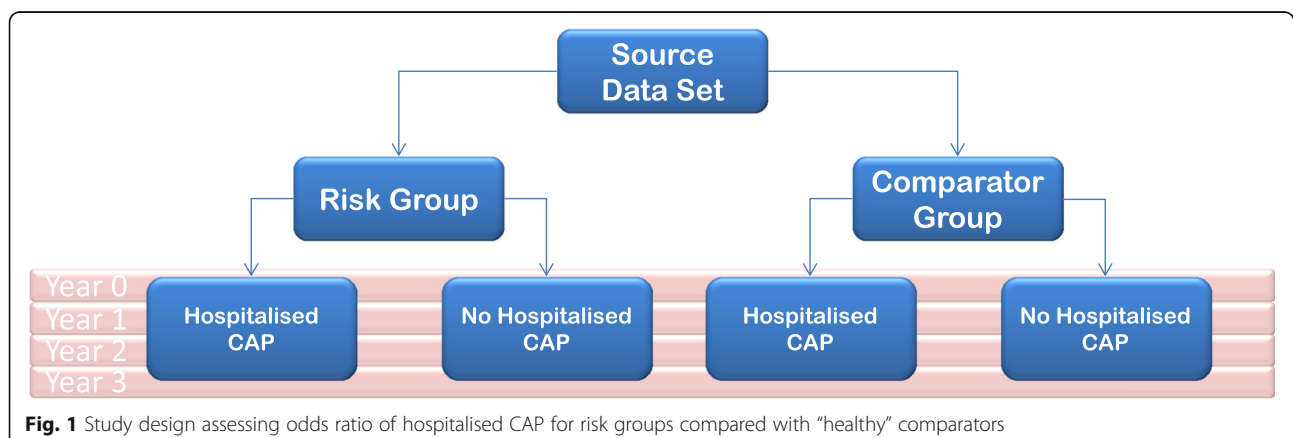 Source
Data Set
Risk Group
Comparator
Group
Year 0
Year 1
Year 2
Year 3
Hospitalised
CAP
No Hospitalised
CAP
Hospitalised
CAP
No Hospitalised
CAP
Fig. 1 Study design assessing odds ratio of hospitalised CAP for risk groups compared with “healthy” comparators